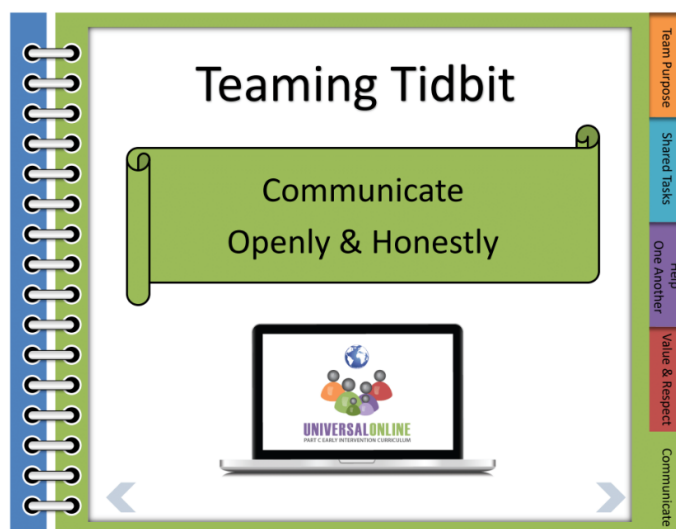 Teaming Tidbit
Communicate
Openly & Honestly
UNIVERSALONLINE
PART C EARLY INTERVENTION CURRICULUM
Team Purpose
Shared Tasks
Help
One Another
Value & Respect
Communicate